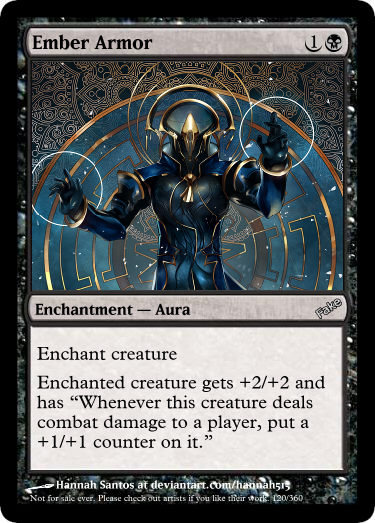 Ember Armor 1
Enchantment — Aura
Fake
Enchant creature
Enchanted creature gets +2/+2 and
has “Whenever this creature deals
combat damage to a player, put a
+1/+1 counter on it.”
Hannah Santos at deviantart.com/hannah515
Not for sale ever. Please check out artists if you like their work. 120/360